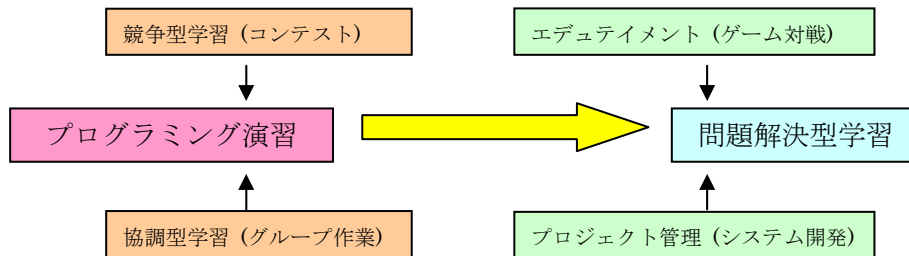 競争型学習 (コンテスト)
エデュテイメント (ゲーム対戦)
プログラミング演習
問題解決型学習
協調型学習 (グループ作業)
プロジェクト管理 (システム開発)